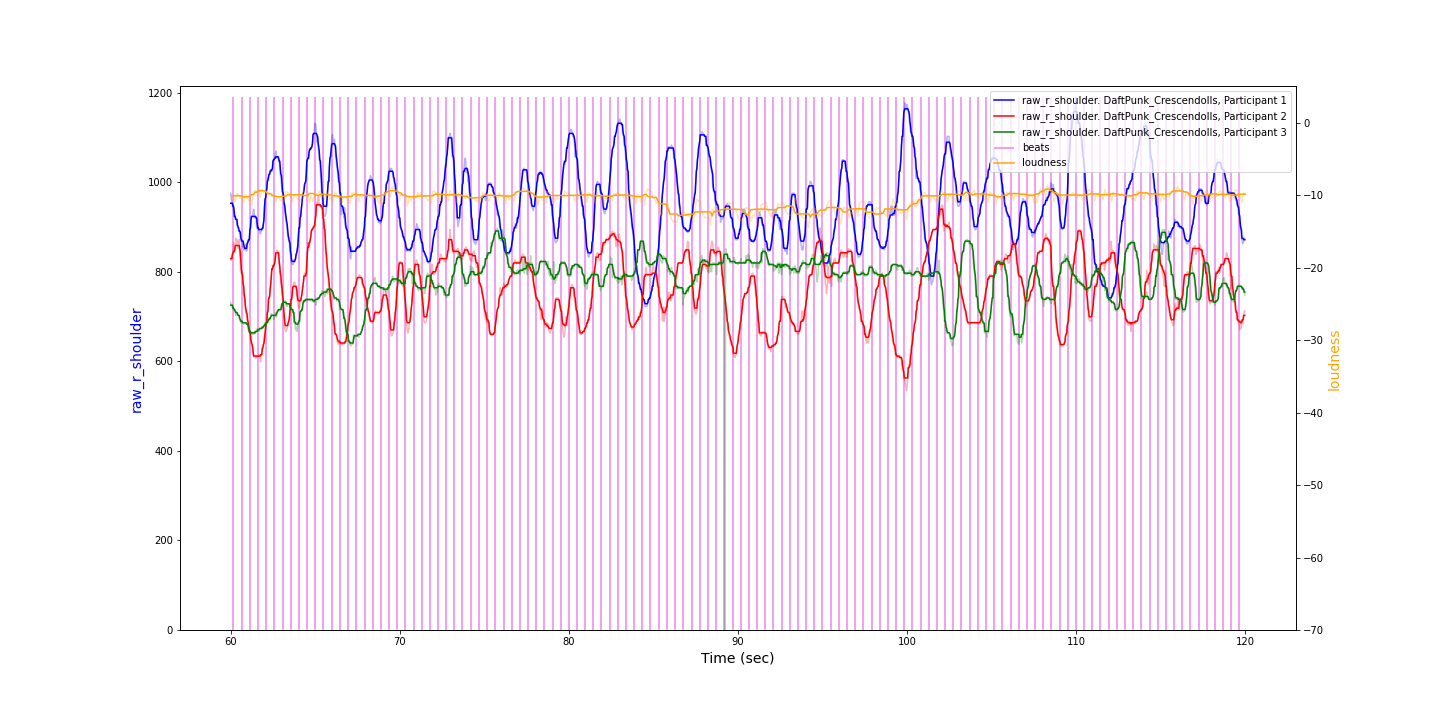 raw_r_shoulder. DaftPunk_Crescendolls, Participant 1
raw_r_shoulder. DaftPunk_Crescendolls, Participant 2
raw_r_shoulder. DaftPunk_Crescendolls, Participant 3
beats
loudness
1200
1000
800
600
400
200
0
raw_r_shoulder
0
−10
−20
−30
−40
−50
−60
−70
loudness
60
70
80
90
100
110
120
Time (sec)